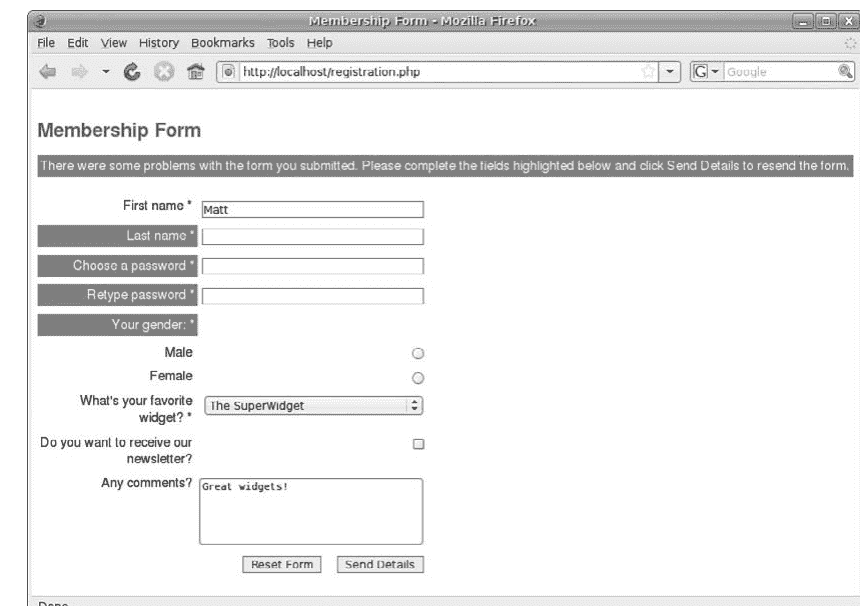 Membership Form - Mozilla Firefox
File Edit View History Bookmarks Tools Help
http://localhost/registration.php
G Google
Membership Form
There were some problems with the form you submitted. Please complete the fields highlighted below and click Send Details to resend the form.
First name * Matt
Last name *
Choose a password *
Retype password *
Your gender: *
Male
Female
What's your favorite
widget? * The SuperWidget
Do you want to receive our
newsletter?
Any comments? Great widgets!
Reset Form Send Details
Done